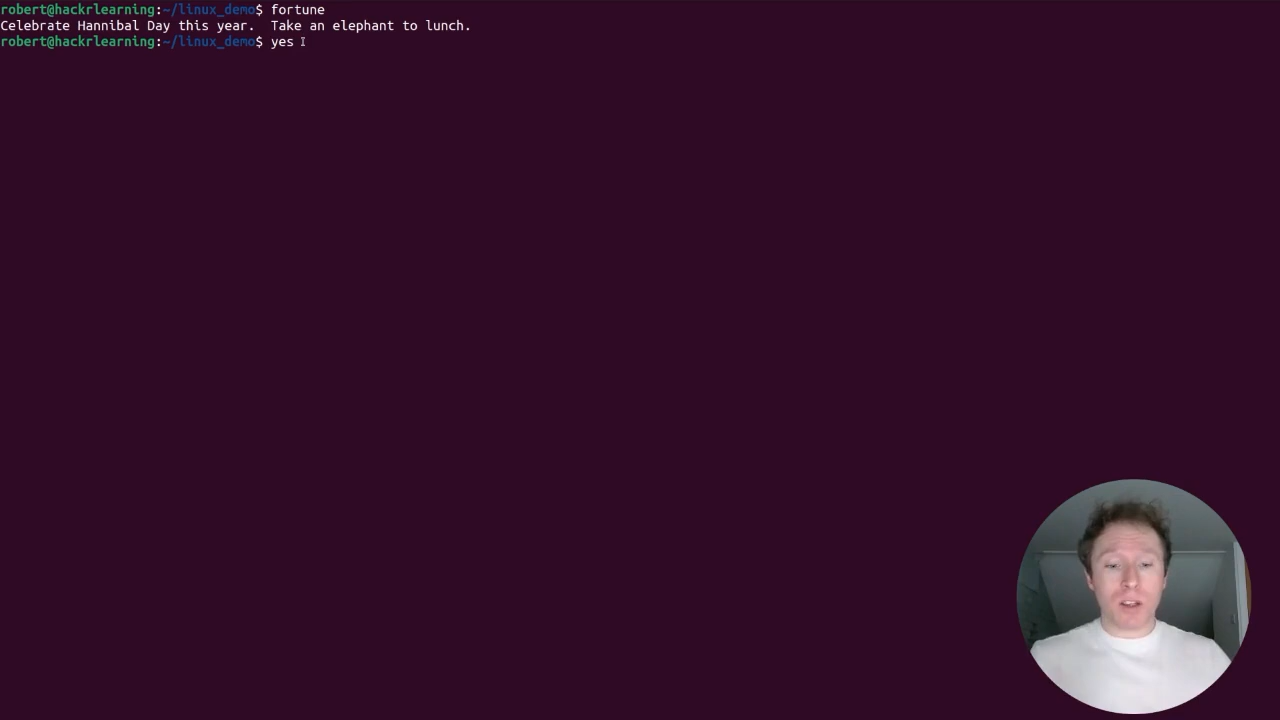 robert@hackrlearning:~/linux_demo$ fortune
Celebrate Hannibal Day this year.  Take an elephant to lunch.
robert@hackrlearning:~/linux_demo$ yes